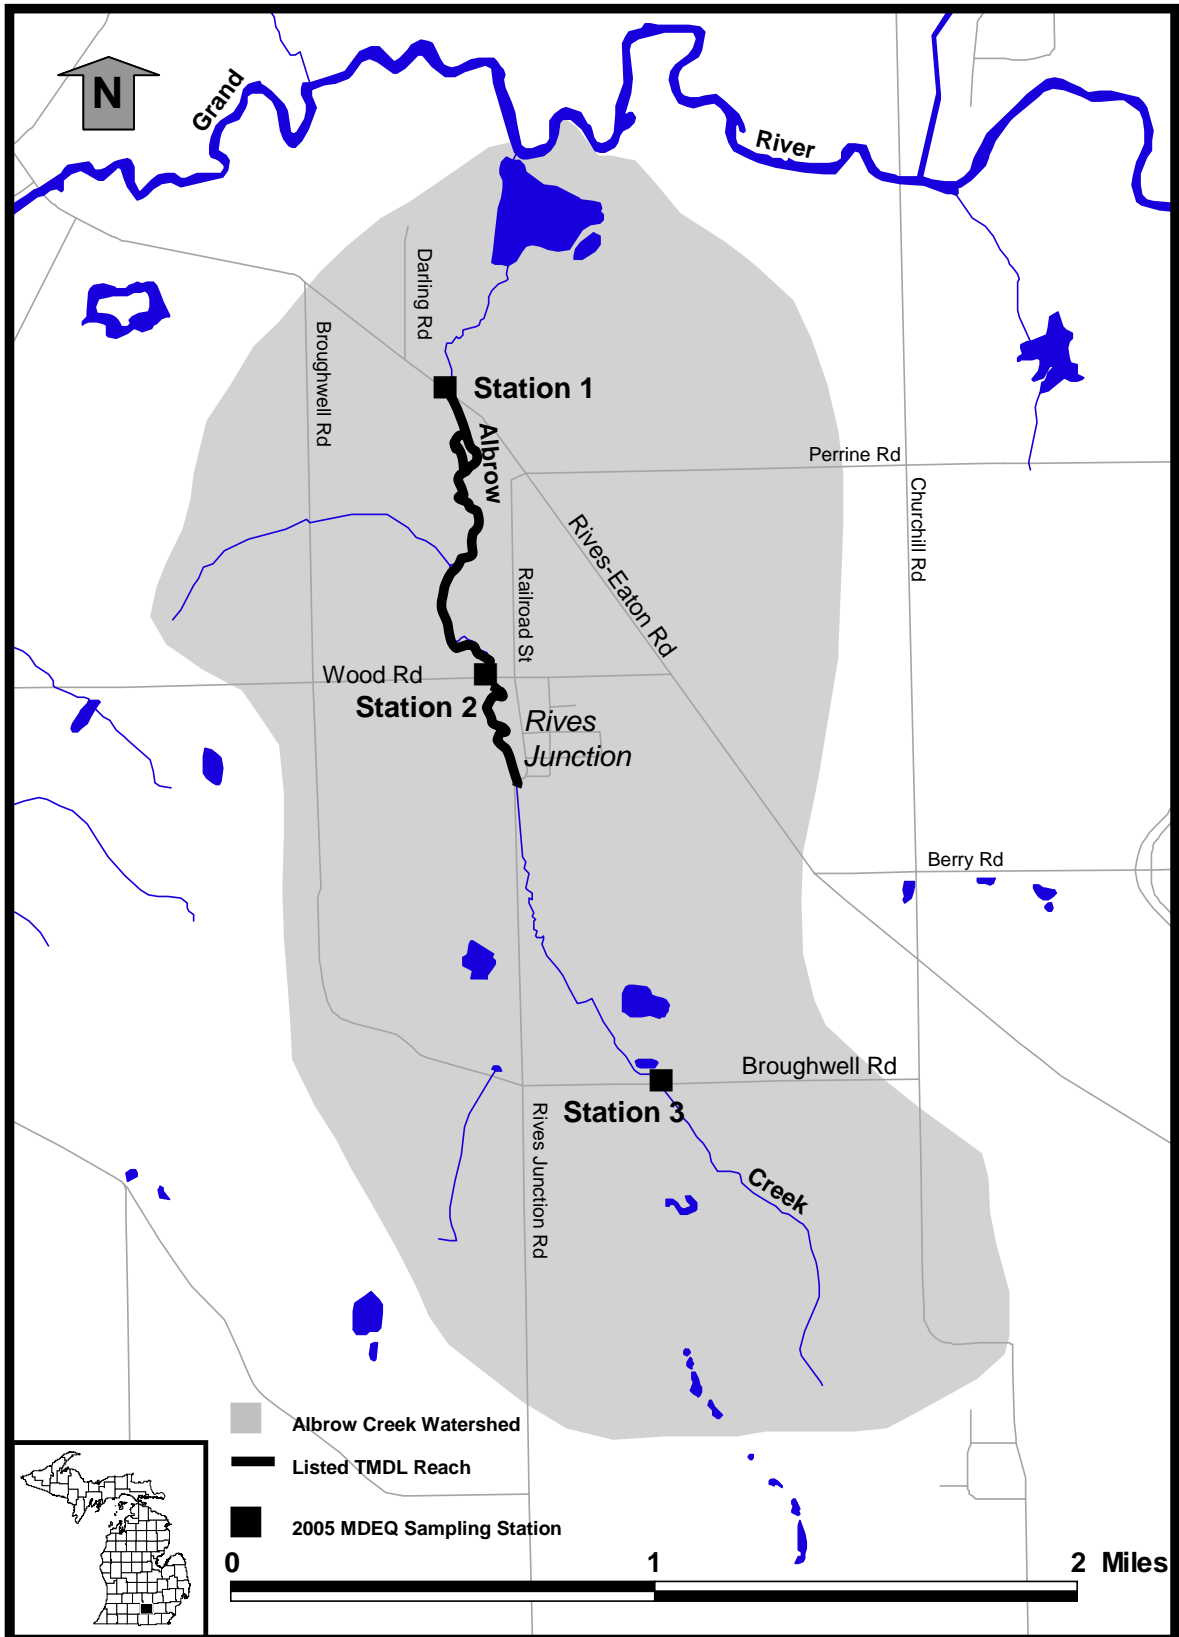 N
Grand
River
Darling Rd
Broughwell Rd
Station 1
Albrow
Perrine Rd
Churchill Rd
Rives-Eaton Rd
Railroad St
Wood Rd
Station 2
Rives
Junction
Berry Rd
Broughwell Rd
Station 3
Rives Junction Rd
Creek
Albrow Creek Watershed
Listed TMDL Reach
2005 MDEQ Sampling Station
0 1 2 Miles